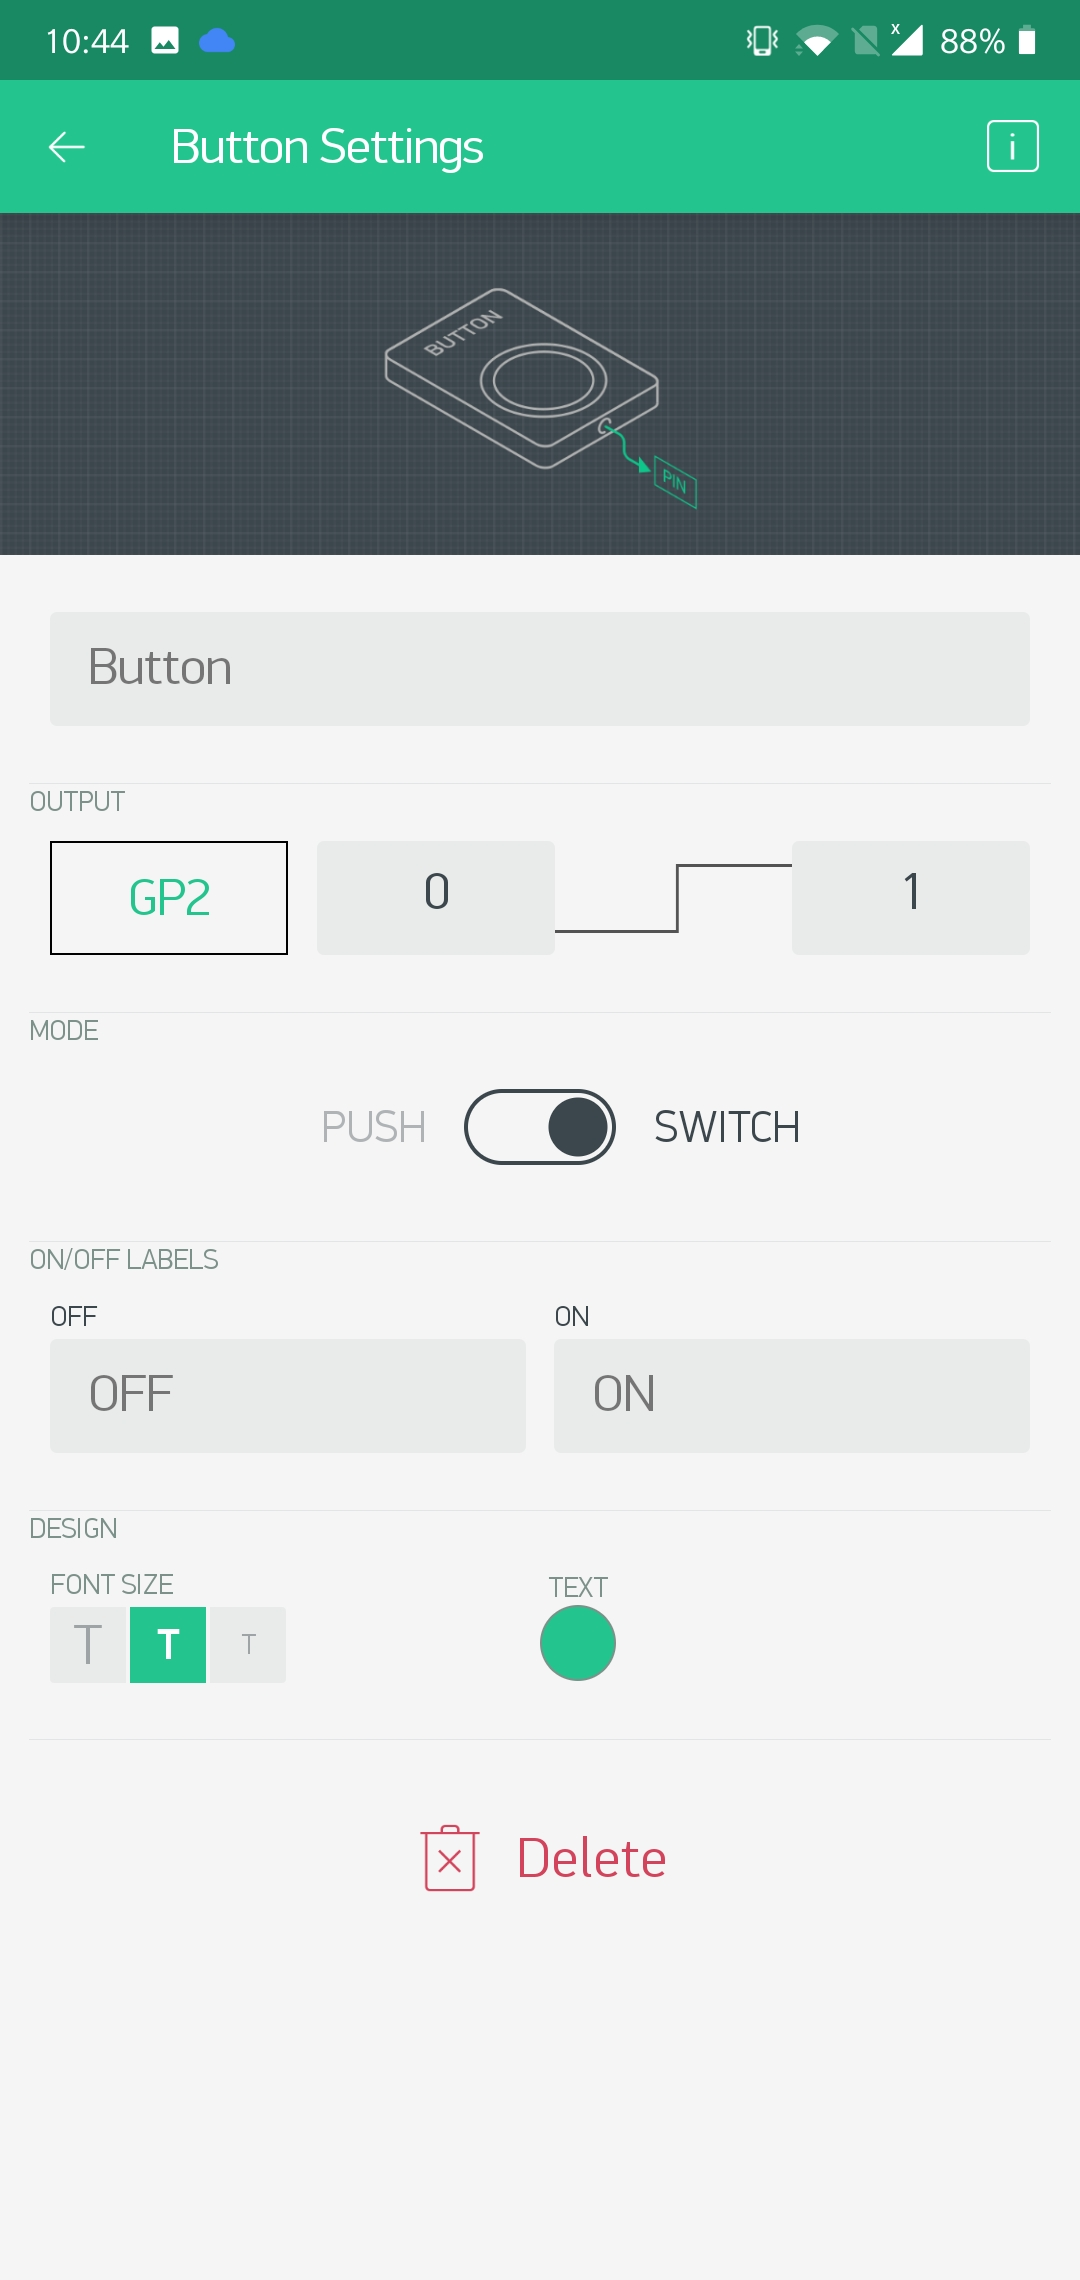 10:44 x 88%
Button Settings i
BUTTON
PIN
Button
OUTPUT
GP2 0 1
MODE
PUSH SWITCH
ON/OFF LABELS
OFF ON
OFF ON
DESIGN
FONT SIZE TEXT
T T T
Delete